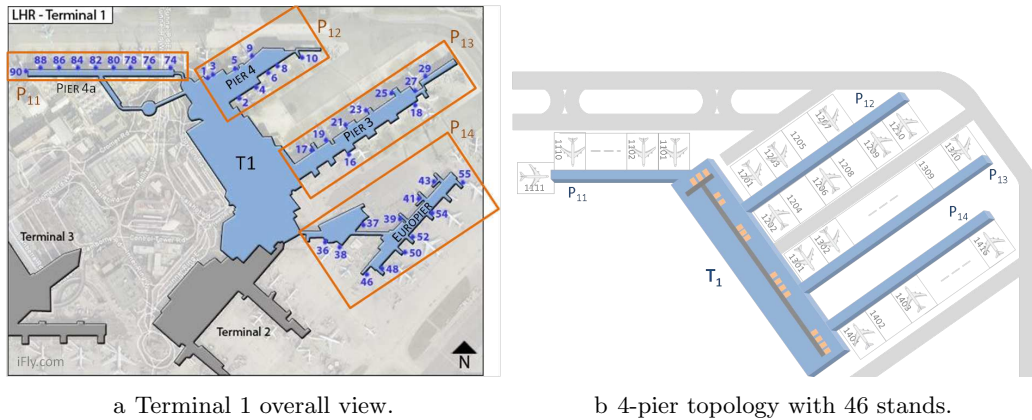 LHR - Terminal 1
P12
P13
88 86 84 82 80 78 76 74
90
9
1 3 5
10
8
6
4
2
PIER 4
PIER 4a
P11
29
27
25
23
21
19
17
18
16
PIER 3
P14
T1
55
43
41
54
39
37
52
50
36
38
48
46
EUROPIER
Terminal 3
Terminal 2
iFly.com
N
P12
P13
P14
P11
T1
1110
1102
1101
1111
1207
1205
1203
1201
1210
1209
1208
1206
1204
1202
1310
1309
1302
1301
1416
1403
1402
1401
a Terminal 1 overall view.
b 4-pier topology with 46 stands.